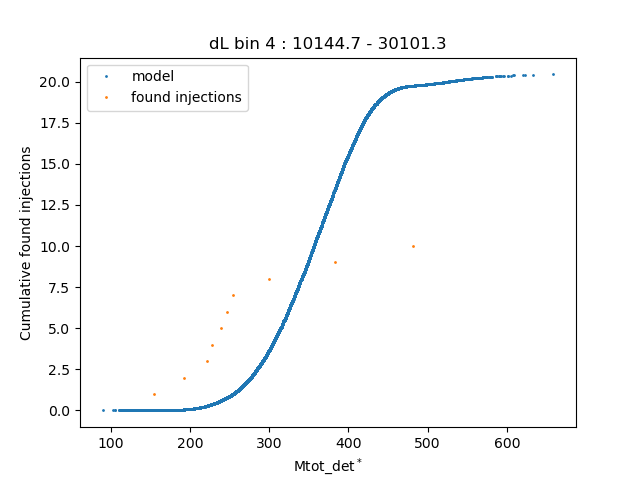 dL bin 4 : 10144.7 - 30101.3
model
found injections
20.0
17.5
15.0
12.5
10.0
7.5
5.0
2.5
0.0
Cumulative found injections
100 200 300 400 500 600
Mtot_det*